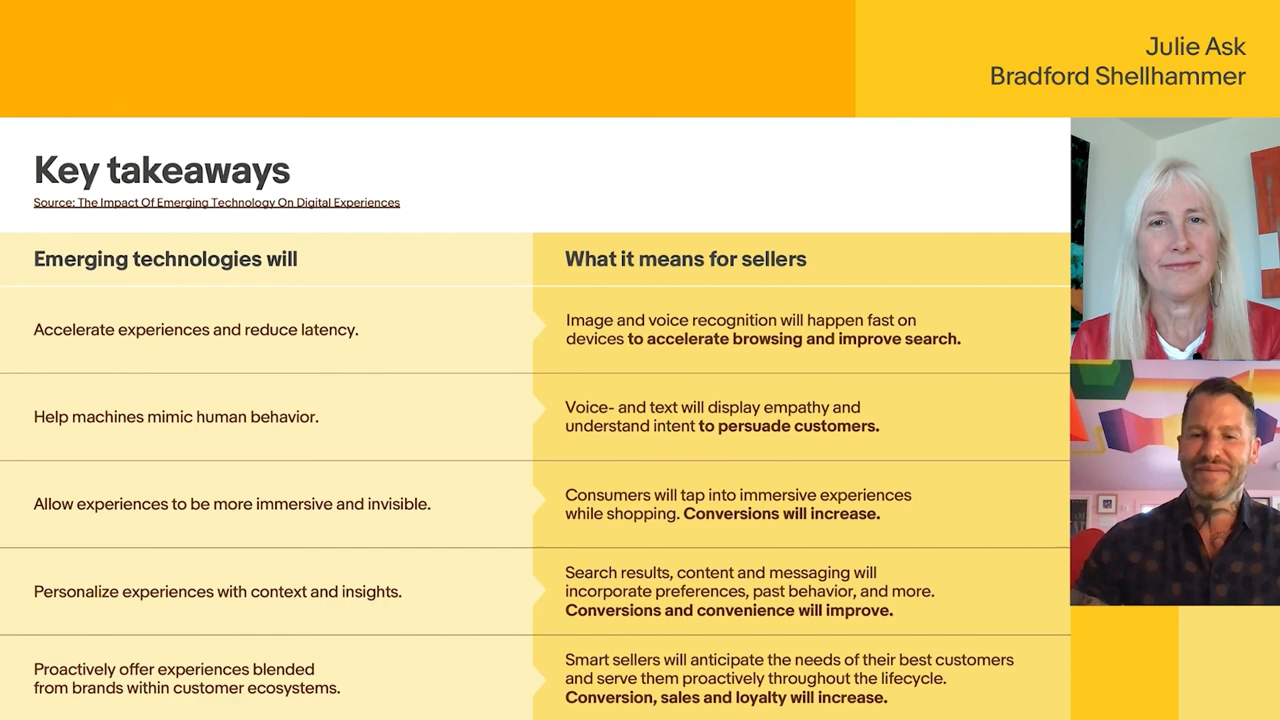 Julie Ask
Bradford Shellhammer
Key takeaways
Source: The Impact Of Emerging Technology On Digital Experiences
Emerging technologies will
What it means for sellers
Accelerate experiences and reduce latency.
Image and voice recognition will happen fast on
devices to accelerate browsing and improve search.
Help machines mimic human behavior.
Voice- and text will display empathy and
understand intent to persuade customers.
Allow experiences to be more immersive and invisible.
Consumers will tap into immersive experiences
while shopping. Conversions will increase.
Personalize experiences with context and insights.
Search results, content and messaging will
incorporate preferences, past behavior, and more.
Conversions and convenience will improve.
Proactively offer experiences blended
from brands within customer ecosystems.
Smart sellers will anticipate the needs of their best customers
and serve them proactively throughout the lifecycle.
Conversion, sales and loyalty will increase.